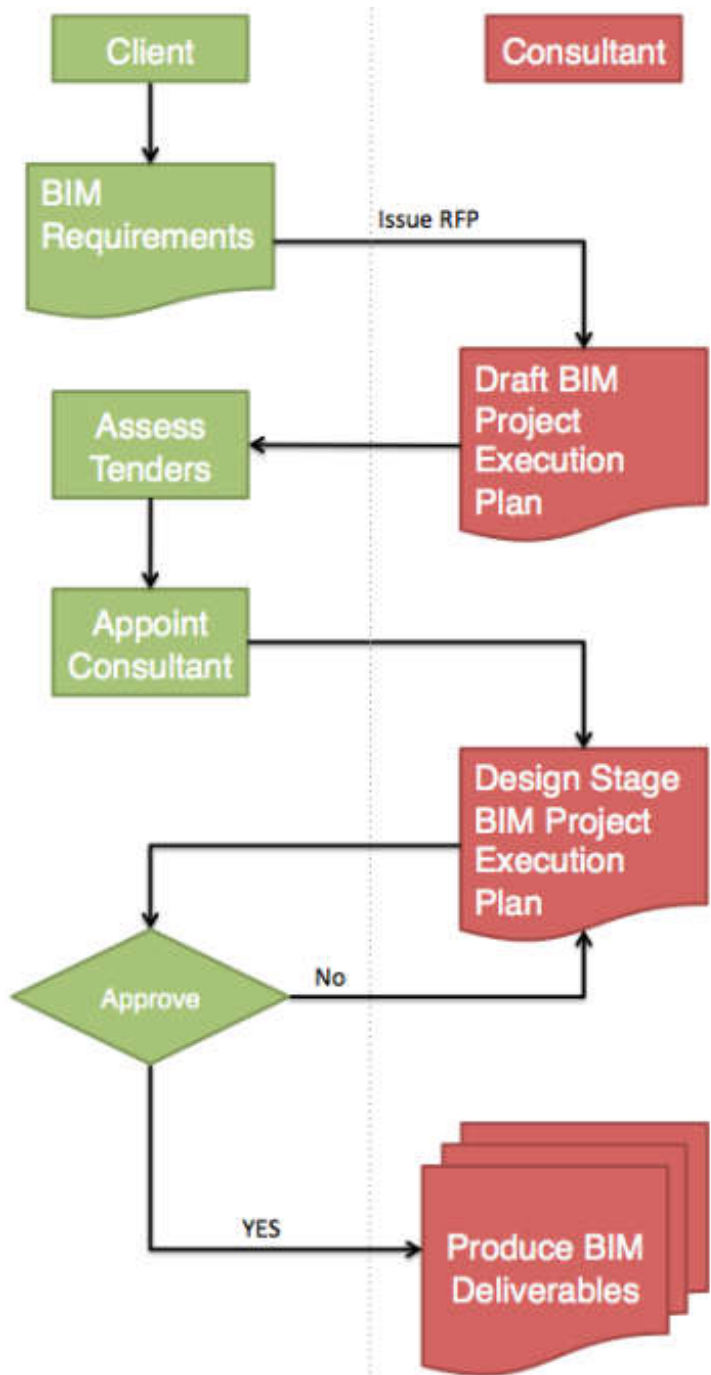 Client
Consultant
BIM
Requirements
Issue RFP
Draft BIM
Project
Execution
Plan
Assess
Tenders
Appoint
Consultant
Design Stage
BIM Project
Execution
Plan
Approve
No
YES
Produce BIM
Deliverables